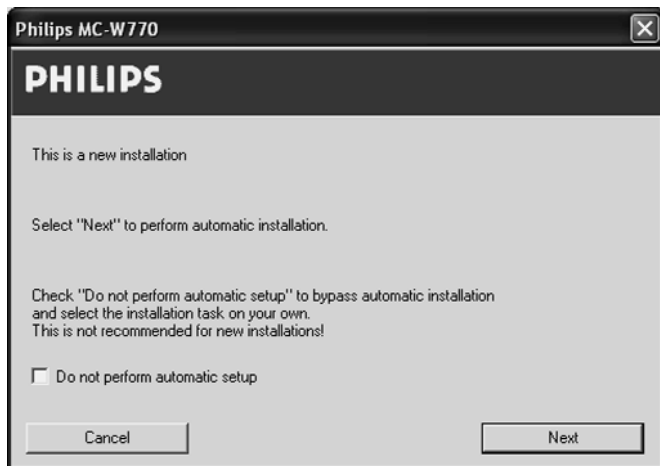 Philips MC-W770
PHILIPS
This is a new installation
Select "Next" to perform automatic installation.
Check "Do not perform automatic setup" to bypass automatic installation
and select the installation task on your own.
This is not recommended for new installations!
Do not perform automatic setup
Cancel
Next